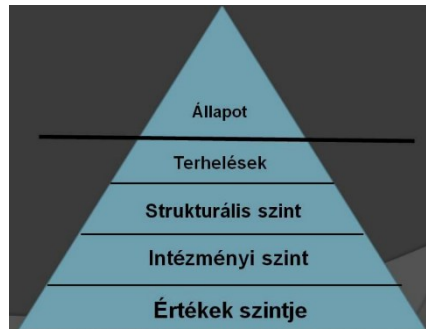 Állapot
Terhelések
Strukturális szint
Intézményi szint
Értékek szintje